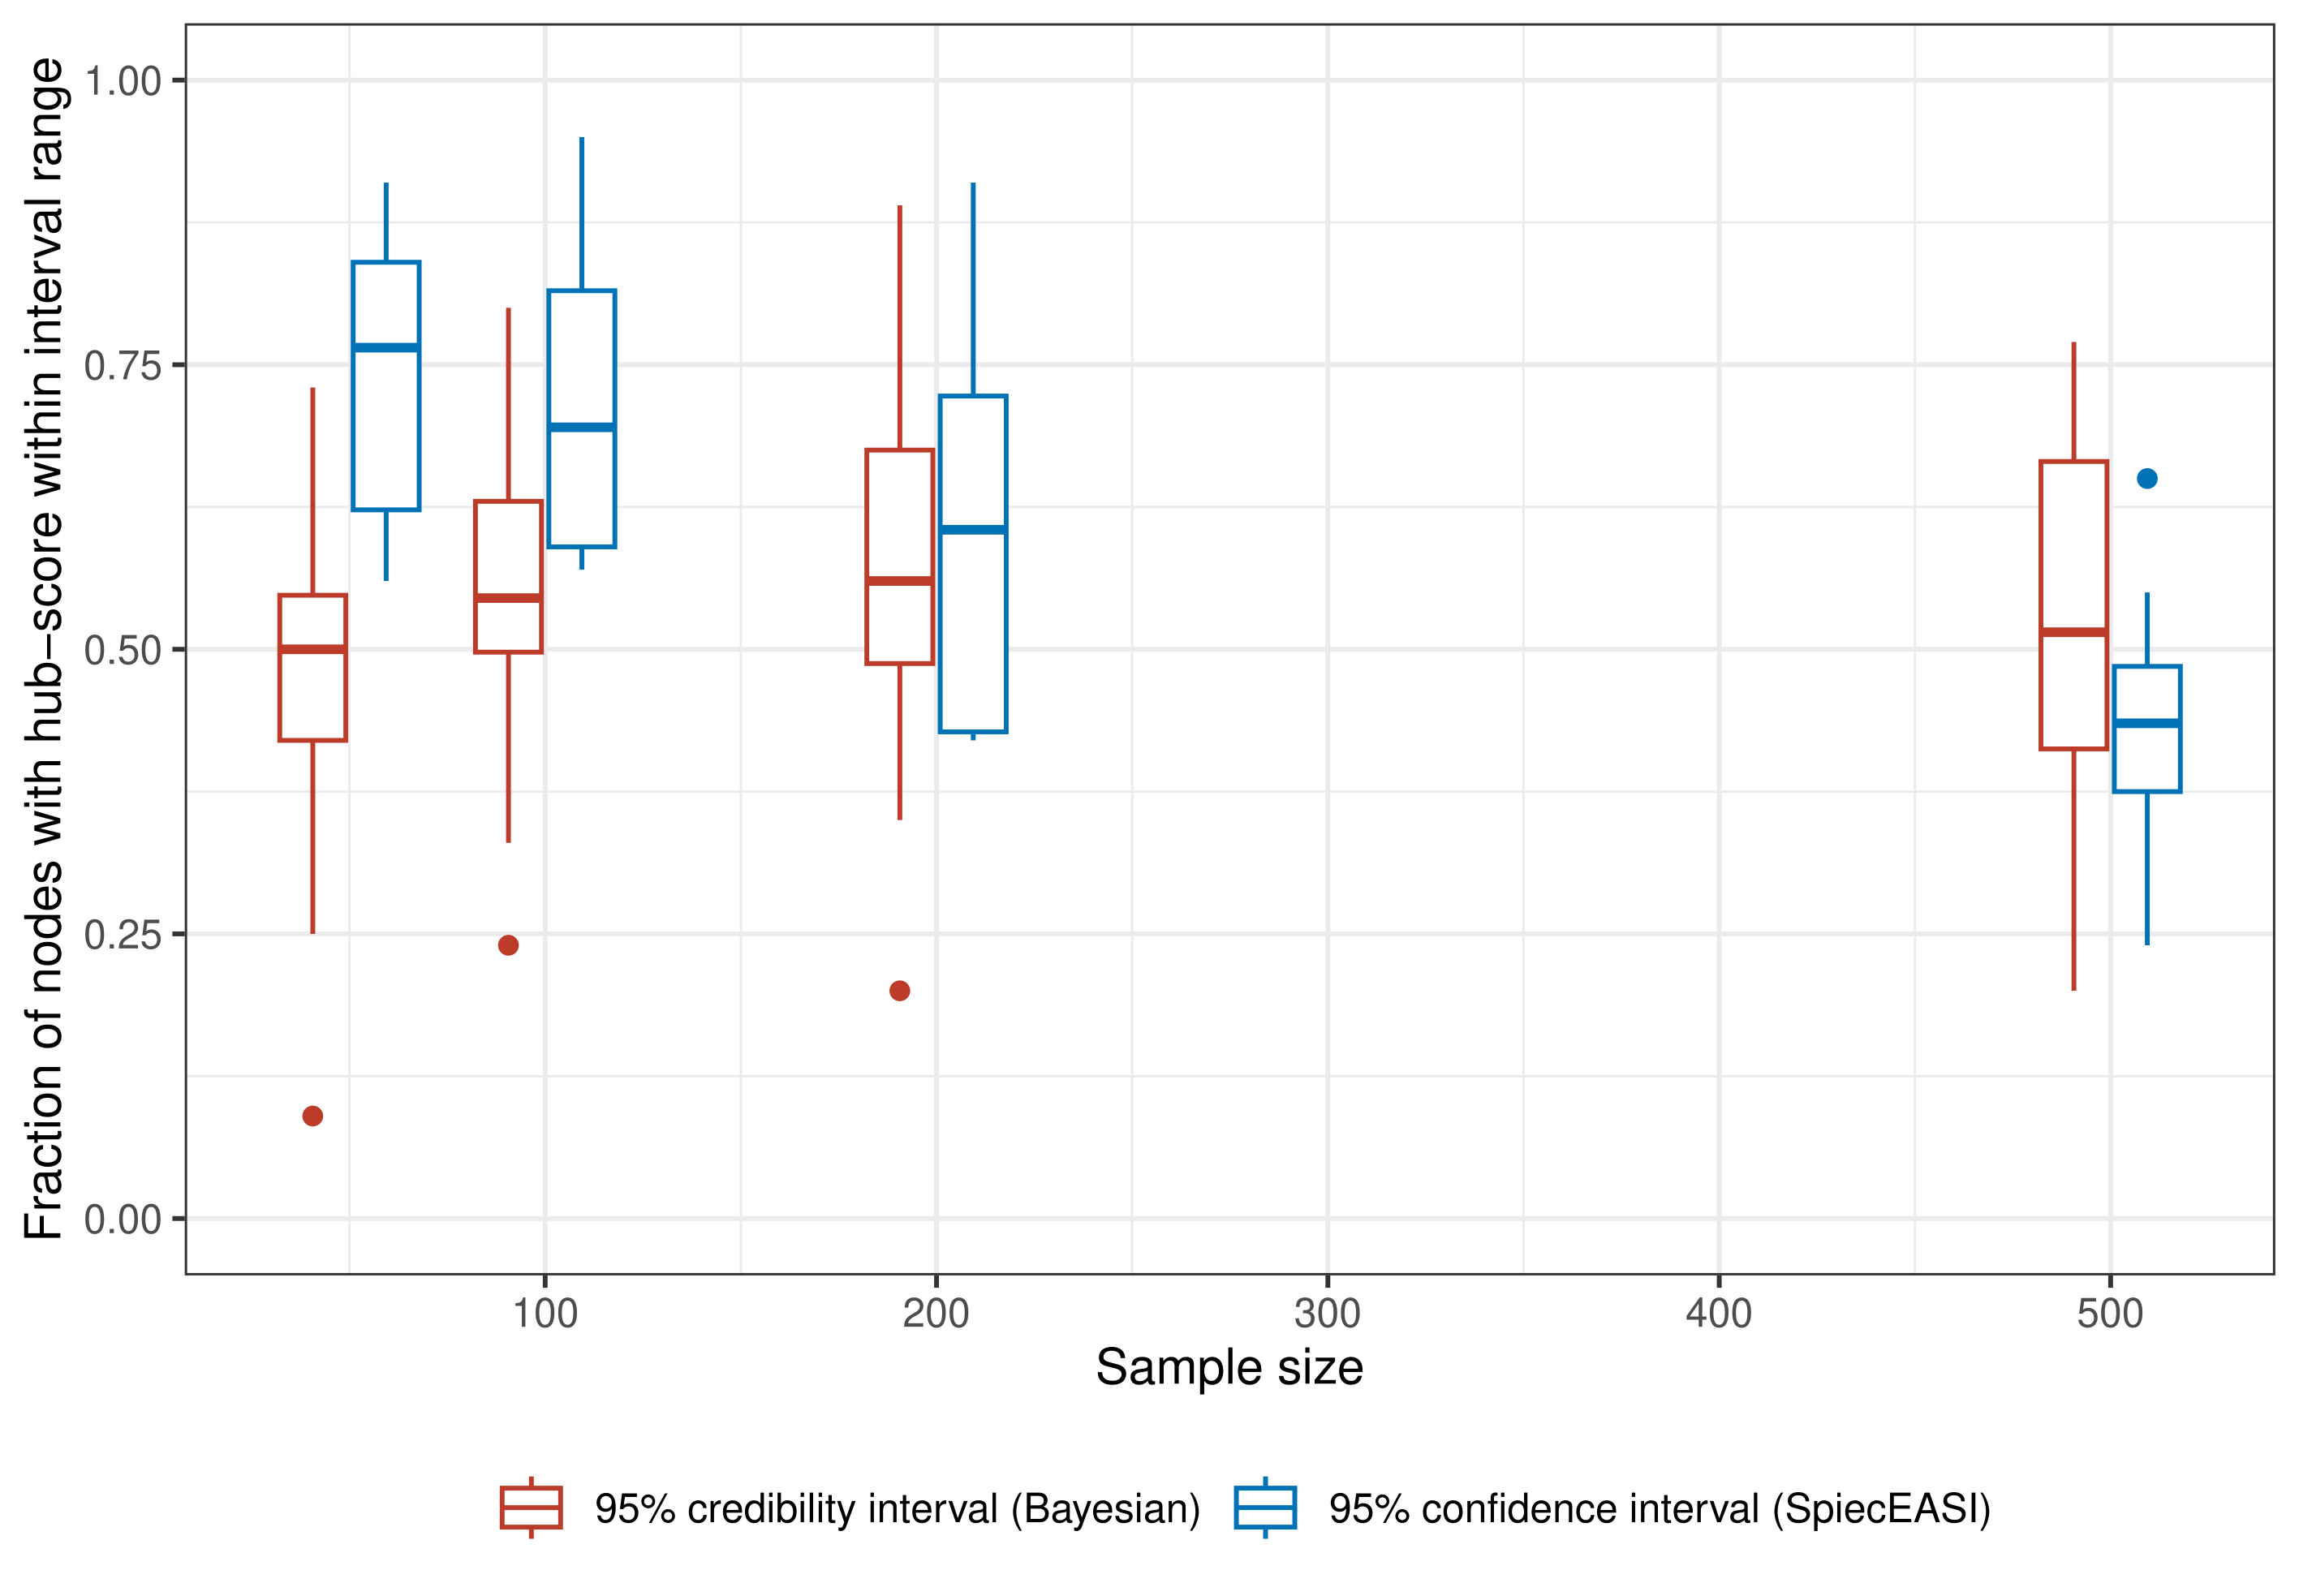 Fraction of nodes with hub−score within interval range
1.00
0.75
0.50
0.25
0.00
100 200 300 400 500
Sample size
95% credibility interval (Bayesian) 95% confidence interval (SpiecEASI)